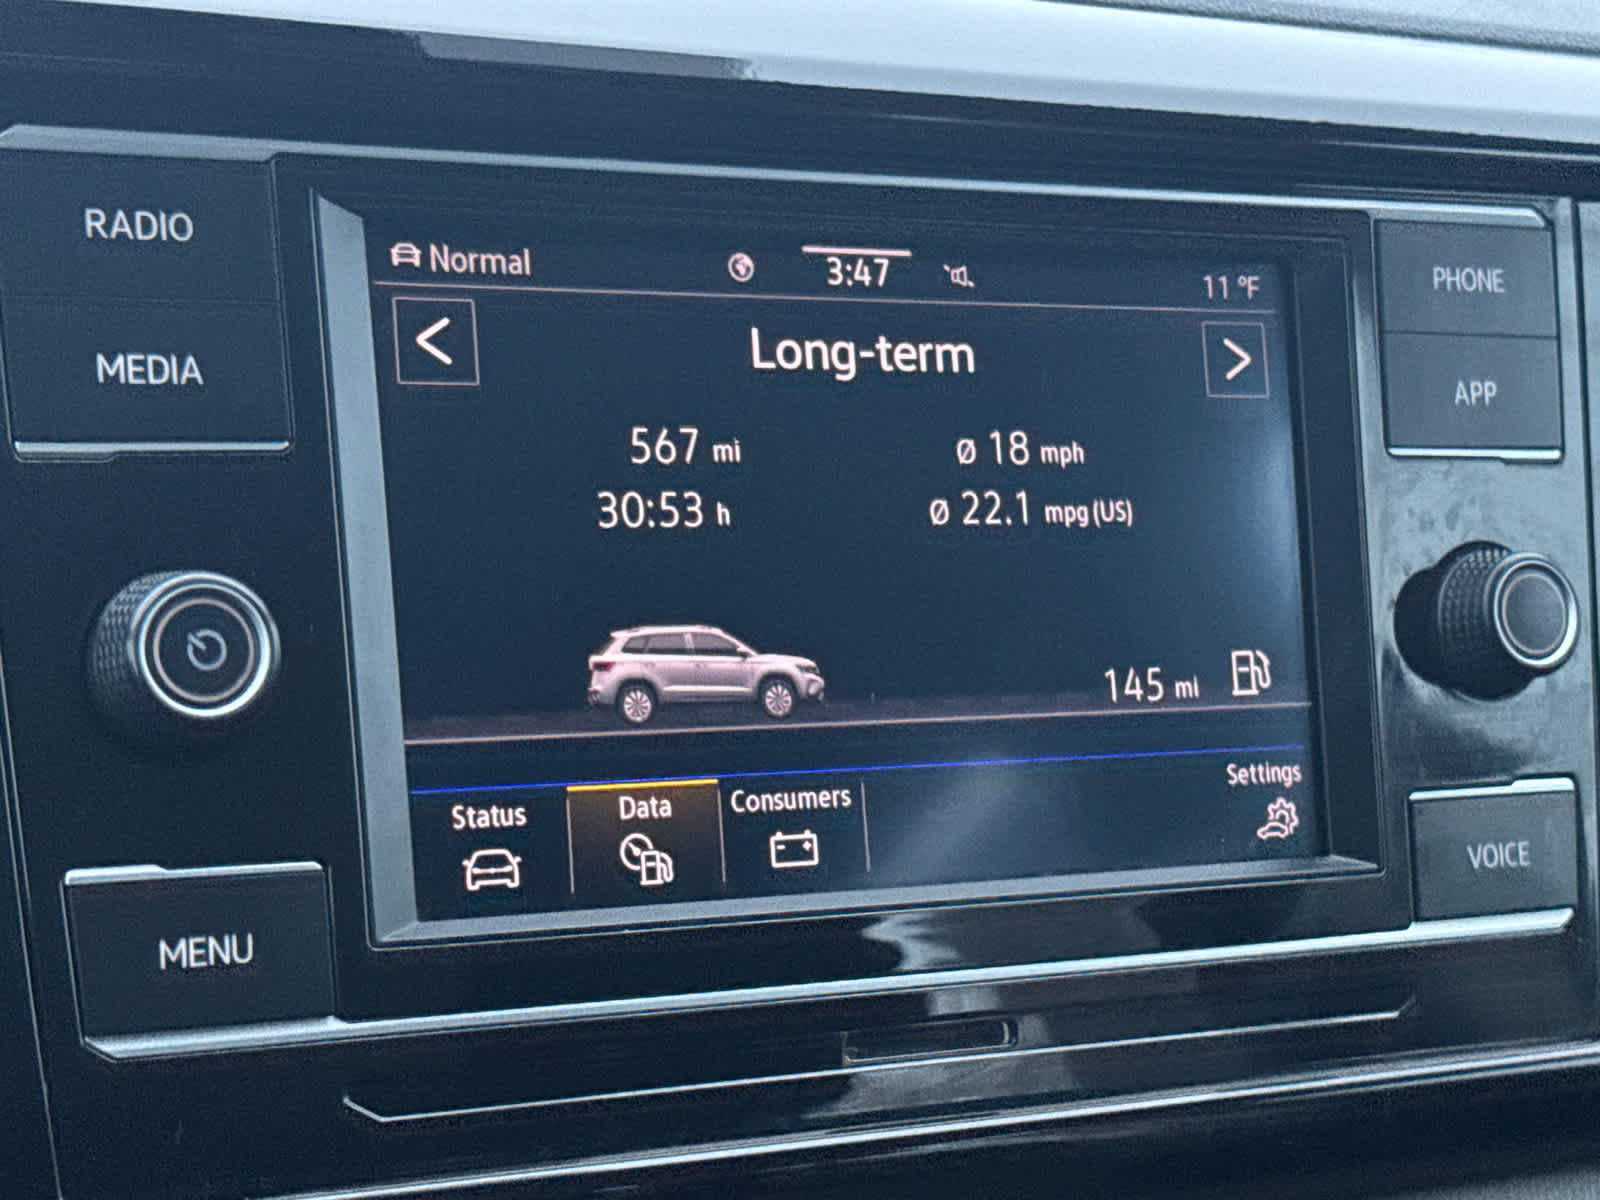 RADIO
MEDIA
MENU
Normal
3:47
11 °F
<
Long-term
>
567 mi
Ø 18 mph
30:53 h
Ø 22.1 mpg (US)
145 mi
Status
Data
Consumers
Settings
PHONE
APP
VOICE